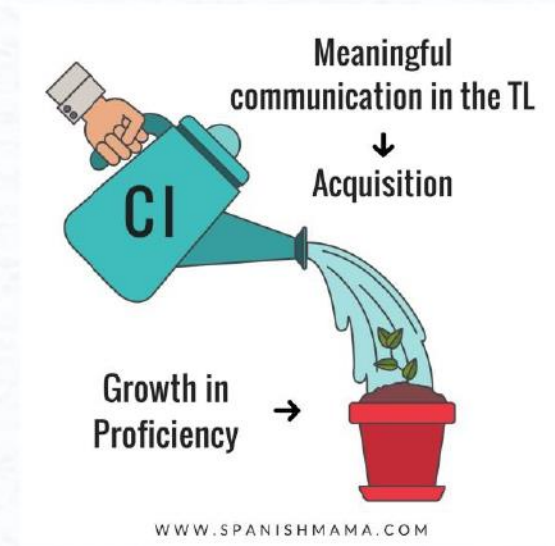 Meaningful
communication in the TL
Acquisition
CI
Growth in
Proficiency
WWW.SPANISHMAMA.COM